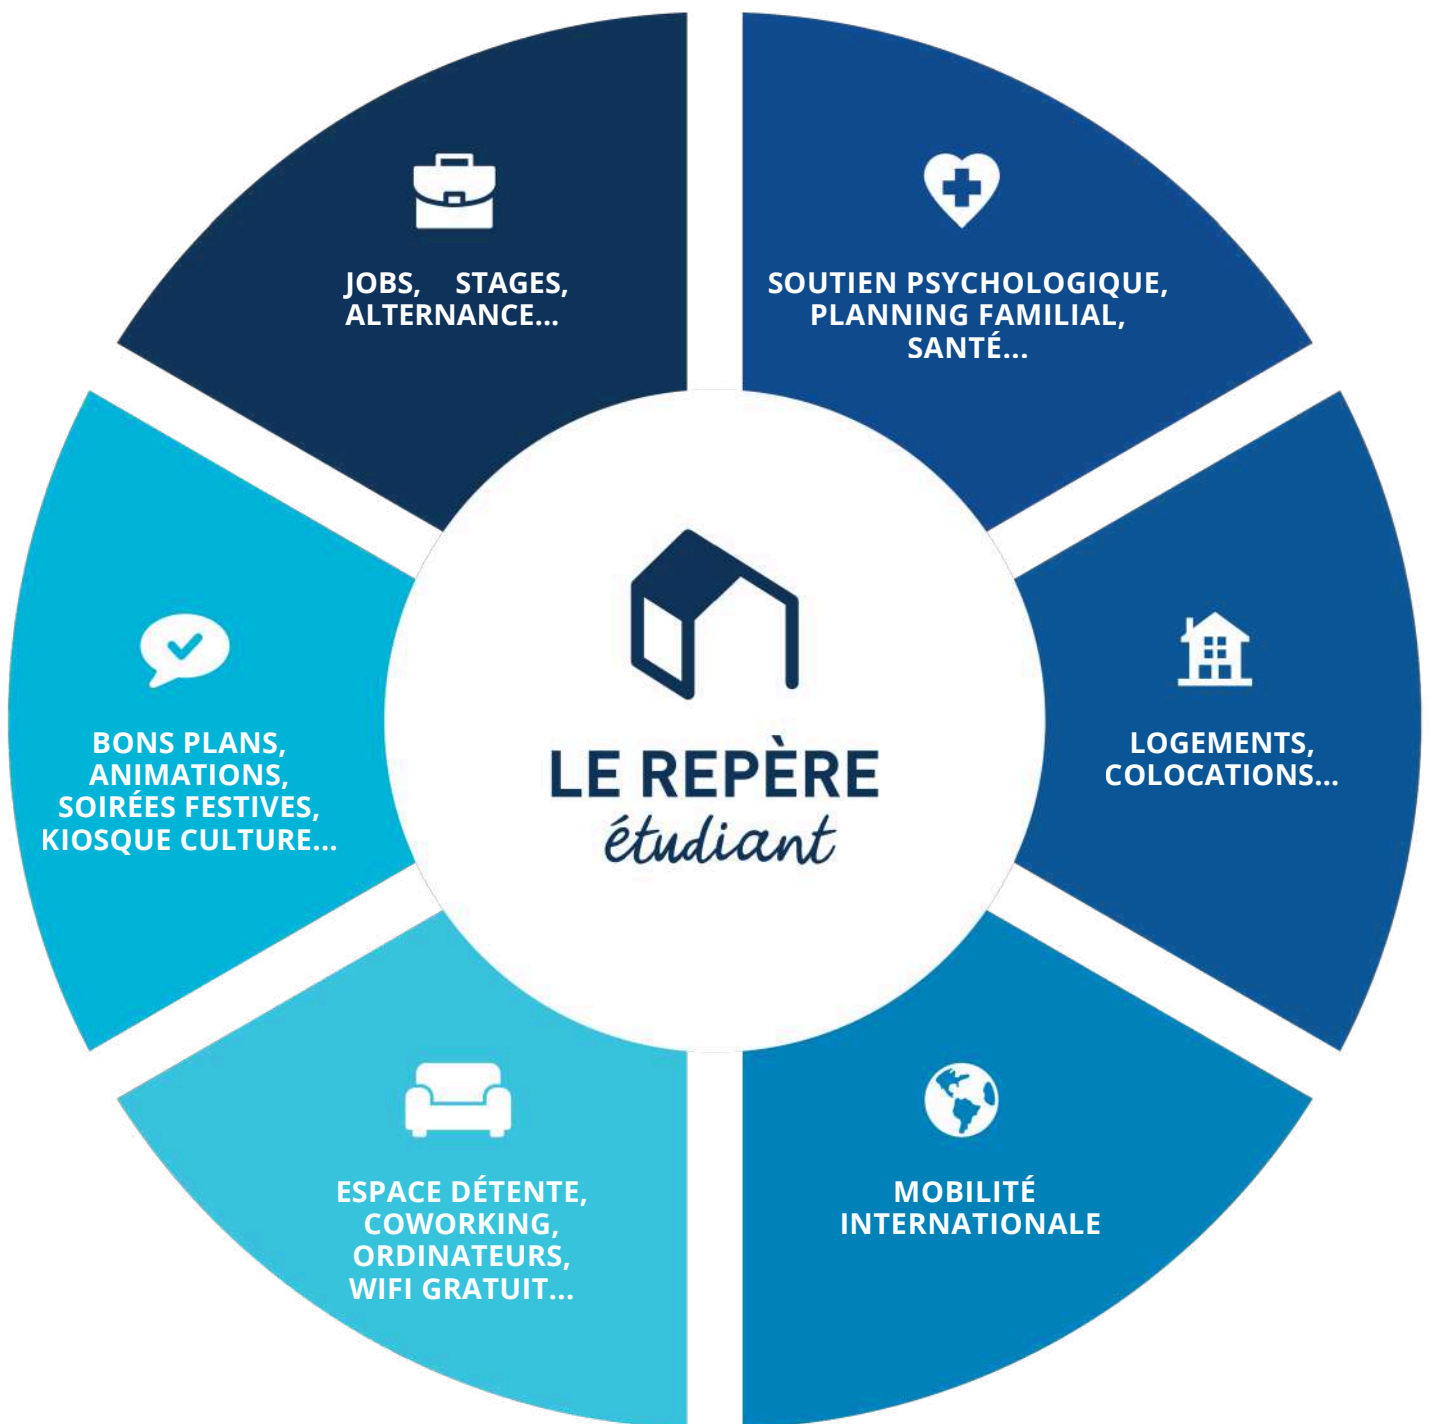 JOBS, STAGES,
ALTERNANCE...
SOUTIEN PSYCHOLOGIQUE,
PLANNING FAMILIAL,
SANTÉ...
BONS PLANS,
ANIMATIONS,
SOIRÉES FESTIVES,
KIOSQUE CULTURE...
LE REPÈRE
étudiant
LOGEMENTS,
COLOCATIONS...
ESPACE DÉTENTE,
COWORKING,
ORDINATEURS,
WIFI GRATUIT...
MOBILITÉ
INTERNATIONALE